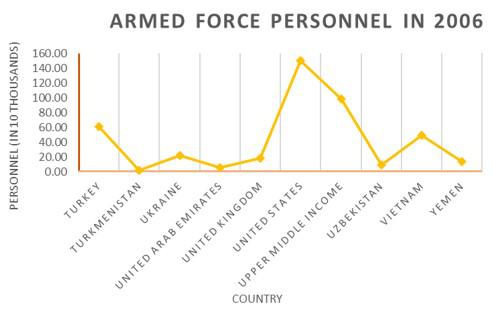 ARMED FORCE PERSONNEL IN 2006
PERSONNEL (IN 10 THOUSANDS)
160.00
140.00
120.00
100.00
80.00
60.00
40.00
20.00
0.00
TURKEY
TURKMENISTAN
UKRAINE
UNITED ARAB EMIRATES
UNITED KINGDOM
UNITED STATES
UPPER MIDDLE INCOME
UZBEKISTAN
VIETNAM
YEMEN
COUNTRY